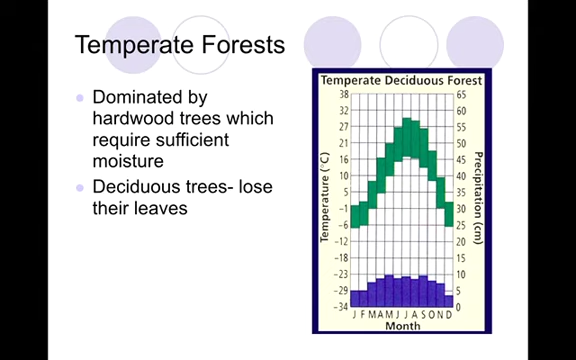 Temperate Forests
Dominated by
hardwood trees which
require sufficient
moisture
Deciduous trees- lose
their leaves
Temperate Deciduous Forest
38
32
27
21
16
10
5
−1
−6
−12
−18
−23
−29
−34
Temperature (°C)
65
60
55
50
45
40
35
30
25
20
15
10
5
0
Precipitation (cm)
J F M A M J J A S O N D
Month